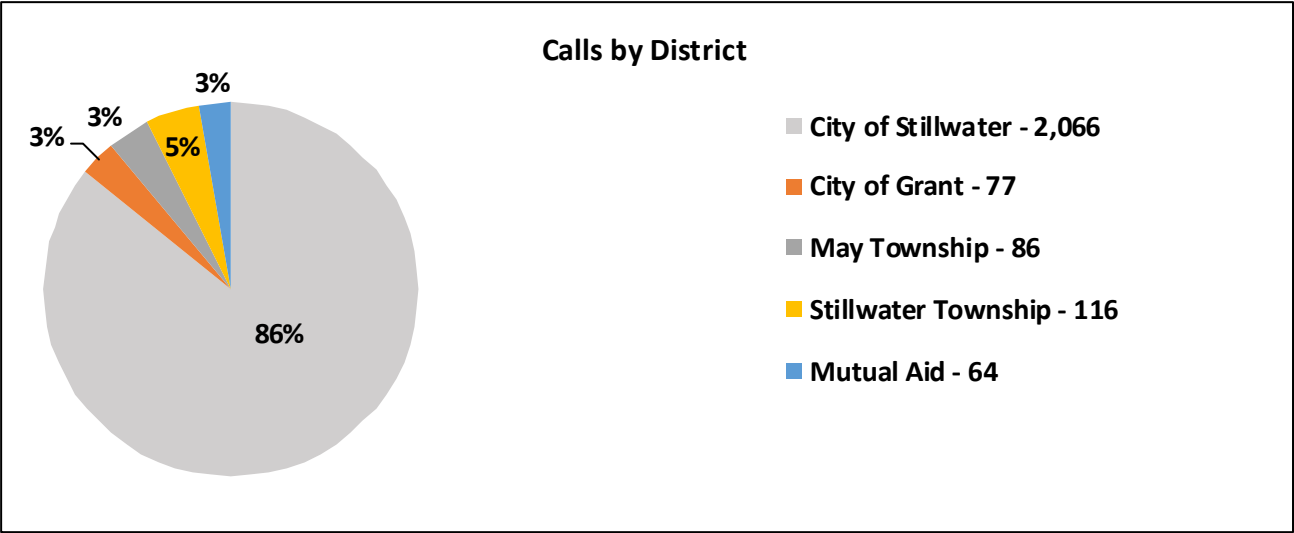 Calls by District
3%
3%
3%
5%
86%
City of Stillwater - 2,066
City of Grant - 77
May Township - 86
Stillwater Township - 116
Mutual Aid - 64